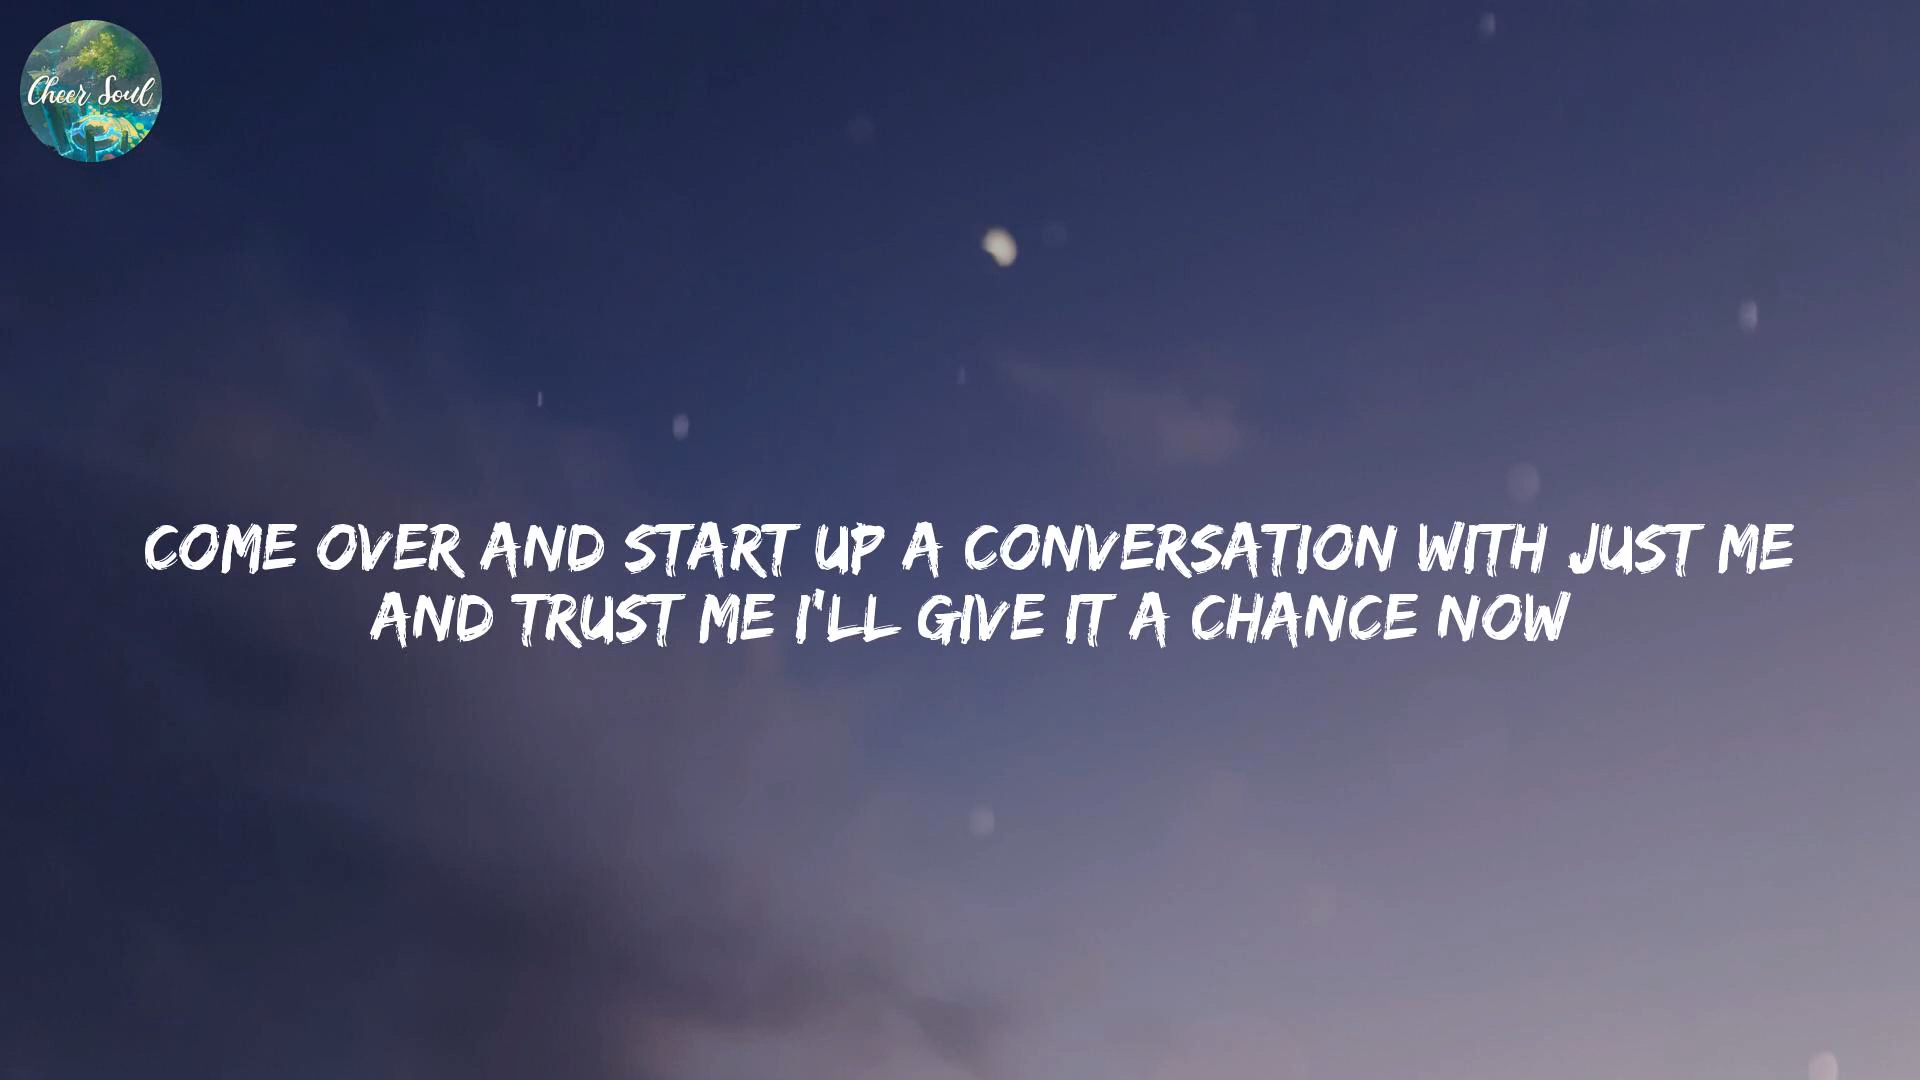 Cheer Soul
COME OVER AND START UP A CONVERSATION WITH JUST ME
AND TRUST ME I'LL GIVE IT A CHANCE NOW